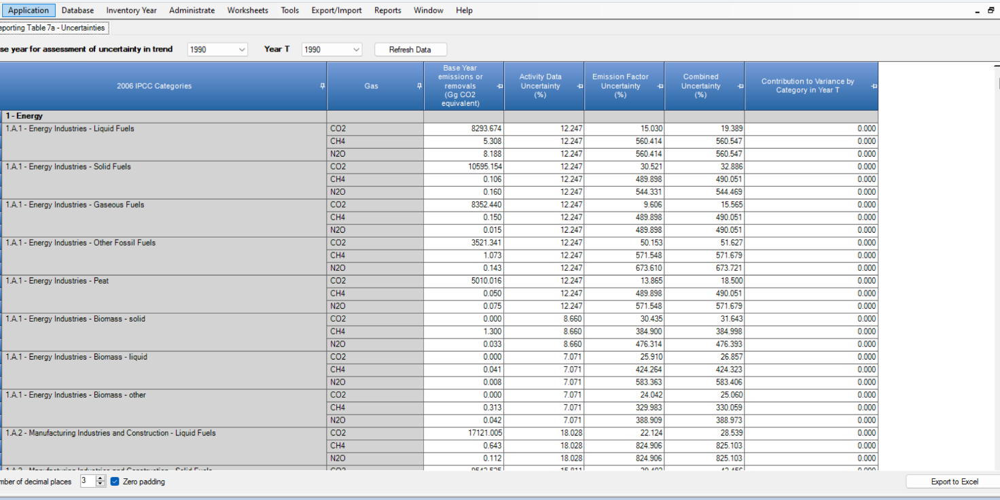 Application Database Inventory Year Administrate Worksheets Tools Export/Import Reports Window Help
eporting Table 7a - Uncertainties
se year for assessment of uncertainty in trend 1990 Year T 1990 Refresh Data
2006 IPCC Categories Gas Base Year emissions or removals (Gg CO2 equivalent) Activity Data Uncertainty (%) Emission Factor Uncertainty (%) Combined Uncertainty (%) Contribution to Variance by Category in Year T
1 - Energy
1.A.1 - Energy Industries - Liquid Fuels CO2 8293.674 12.247 15.030 19.389 0.000
CH4 5.308 12.247 560.414 560.547 0.000
N2O 8.188 12.247 560.414 560.547 0.000
1.A.1 - Energy Industries - Solid Fuels CO2 10595.154 12.247 30.521 32.886 0.000
CH4 0.106 12.247 489.898 490.051 0.000
N2O 0.160 12.247 544.331 544.469 0.000
1.A.1 - Energy Industries - Gaseous Fuels CO2 8352.440 12.247 9.606 15.565 0.000
CH4 0.150 12.247 489.898 490.051 0.000
N2O 0.015 12.247 489.898 490.051 0.000
1.A.1 - Energy Industries - Other Fossil Fuels CO2 3521.341 12.247 50.153 51.627 0.000
CH4 1.073 12.247 571.548 571.679 0.000
N2O 0.143 12.247 673.610 673.721 0.000
1.A.1 - Energy Industries - Peat CO2 5010.016 12.247 13.865 18.500 0.000
CH4 0.050 12.247 489.898 490.051 0.000
N2O 0.075 12.247 571.548 571.679 0.000
1.A.1 - Energy Industries - Biomass - solid CO2 0.000 8.660 30.435 31.643 0.000
CH4 1.300 8.660 384.900 384.998 0.000
N2O 0.033 8.660 476.314 476.393 0.000
1.A.1 - Energy Industries - Biomass - liquid CO2 0.000 7.071 25.910 26.857 0.000
CH4 0.041 7.071 424.264 424.323 0.000
N2O 0.008 7.071 583.363 583.406 0.000
1.A.1 - Energy Industries - Biomass - other CO2 0.000 7.071 24.042 25.060 0.000
CH4 0.313 7.071 329.983 330.059 0.000
N2O 0.042 7.071 388.909 388.973 0.000
1.A.2 - Manufacturing Industries and Construction - Liquid Fuels CO2 17121.005 18.028 22.124 28.539 0.000
CH4 0.643 18.028 824.906 825.103 0.000
N2O 0.112 18.028 824.906 825.103 0.000
1.A.2 - Manufacturing Industries and Construction - Solid Fuels CO2 0.000
mber of decimal places 3 Zero padding Export to Excel